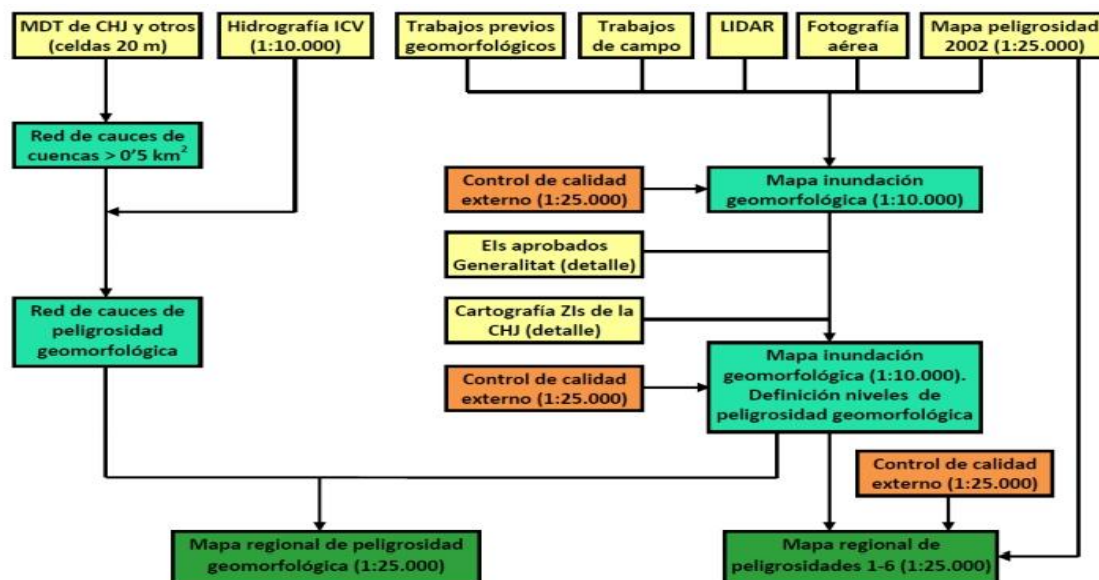 MDT de CHJ y otros
(celdas 20 m)
Hidrografía ICV
(1:10.000)
Trabajos previos
geomorfológicos
Trabajos
de campo
LIDAR
Fotografía
aérea
Mapa peligrosidad
2002 (1:25.000)
Red de cauces de
cuencas > 0'5 km²
Control de calidad
externo (1:25.000)
Mapa inundación
geomorfológica (1:10.000)
EIs aprobados
Generalitat (detalle)
Red de cauces de
peligrosidad
geomorfológica
Cartografía ZIs de la
CHJ (detalle)
Control de calidad
externo (1:25.000)
Mapa inundación
geomorfológica (1:10.000).
Definición niveles de
peligrosidad geomorfológica
Control de calidad
externo (1:25.000)
Mapa regional de peligrosidad
geomorfológica (1:25.000)
Mapa regional de
peligrosidades 1-6 (1:25.000)